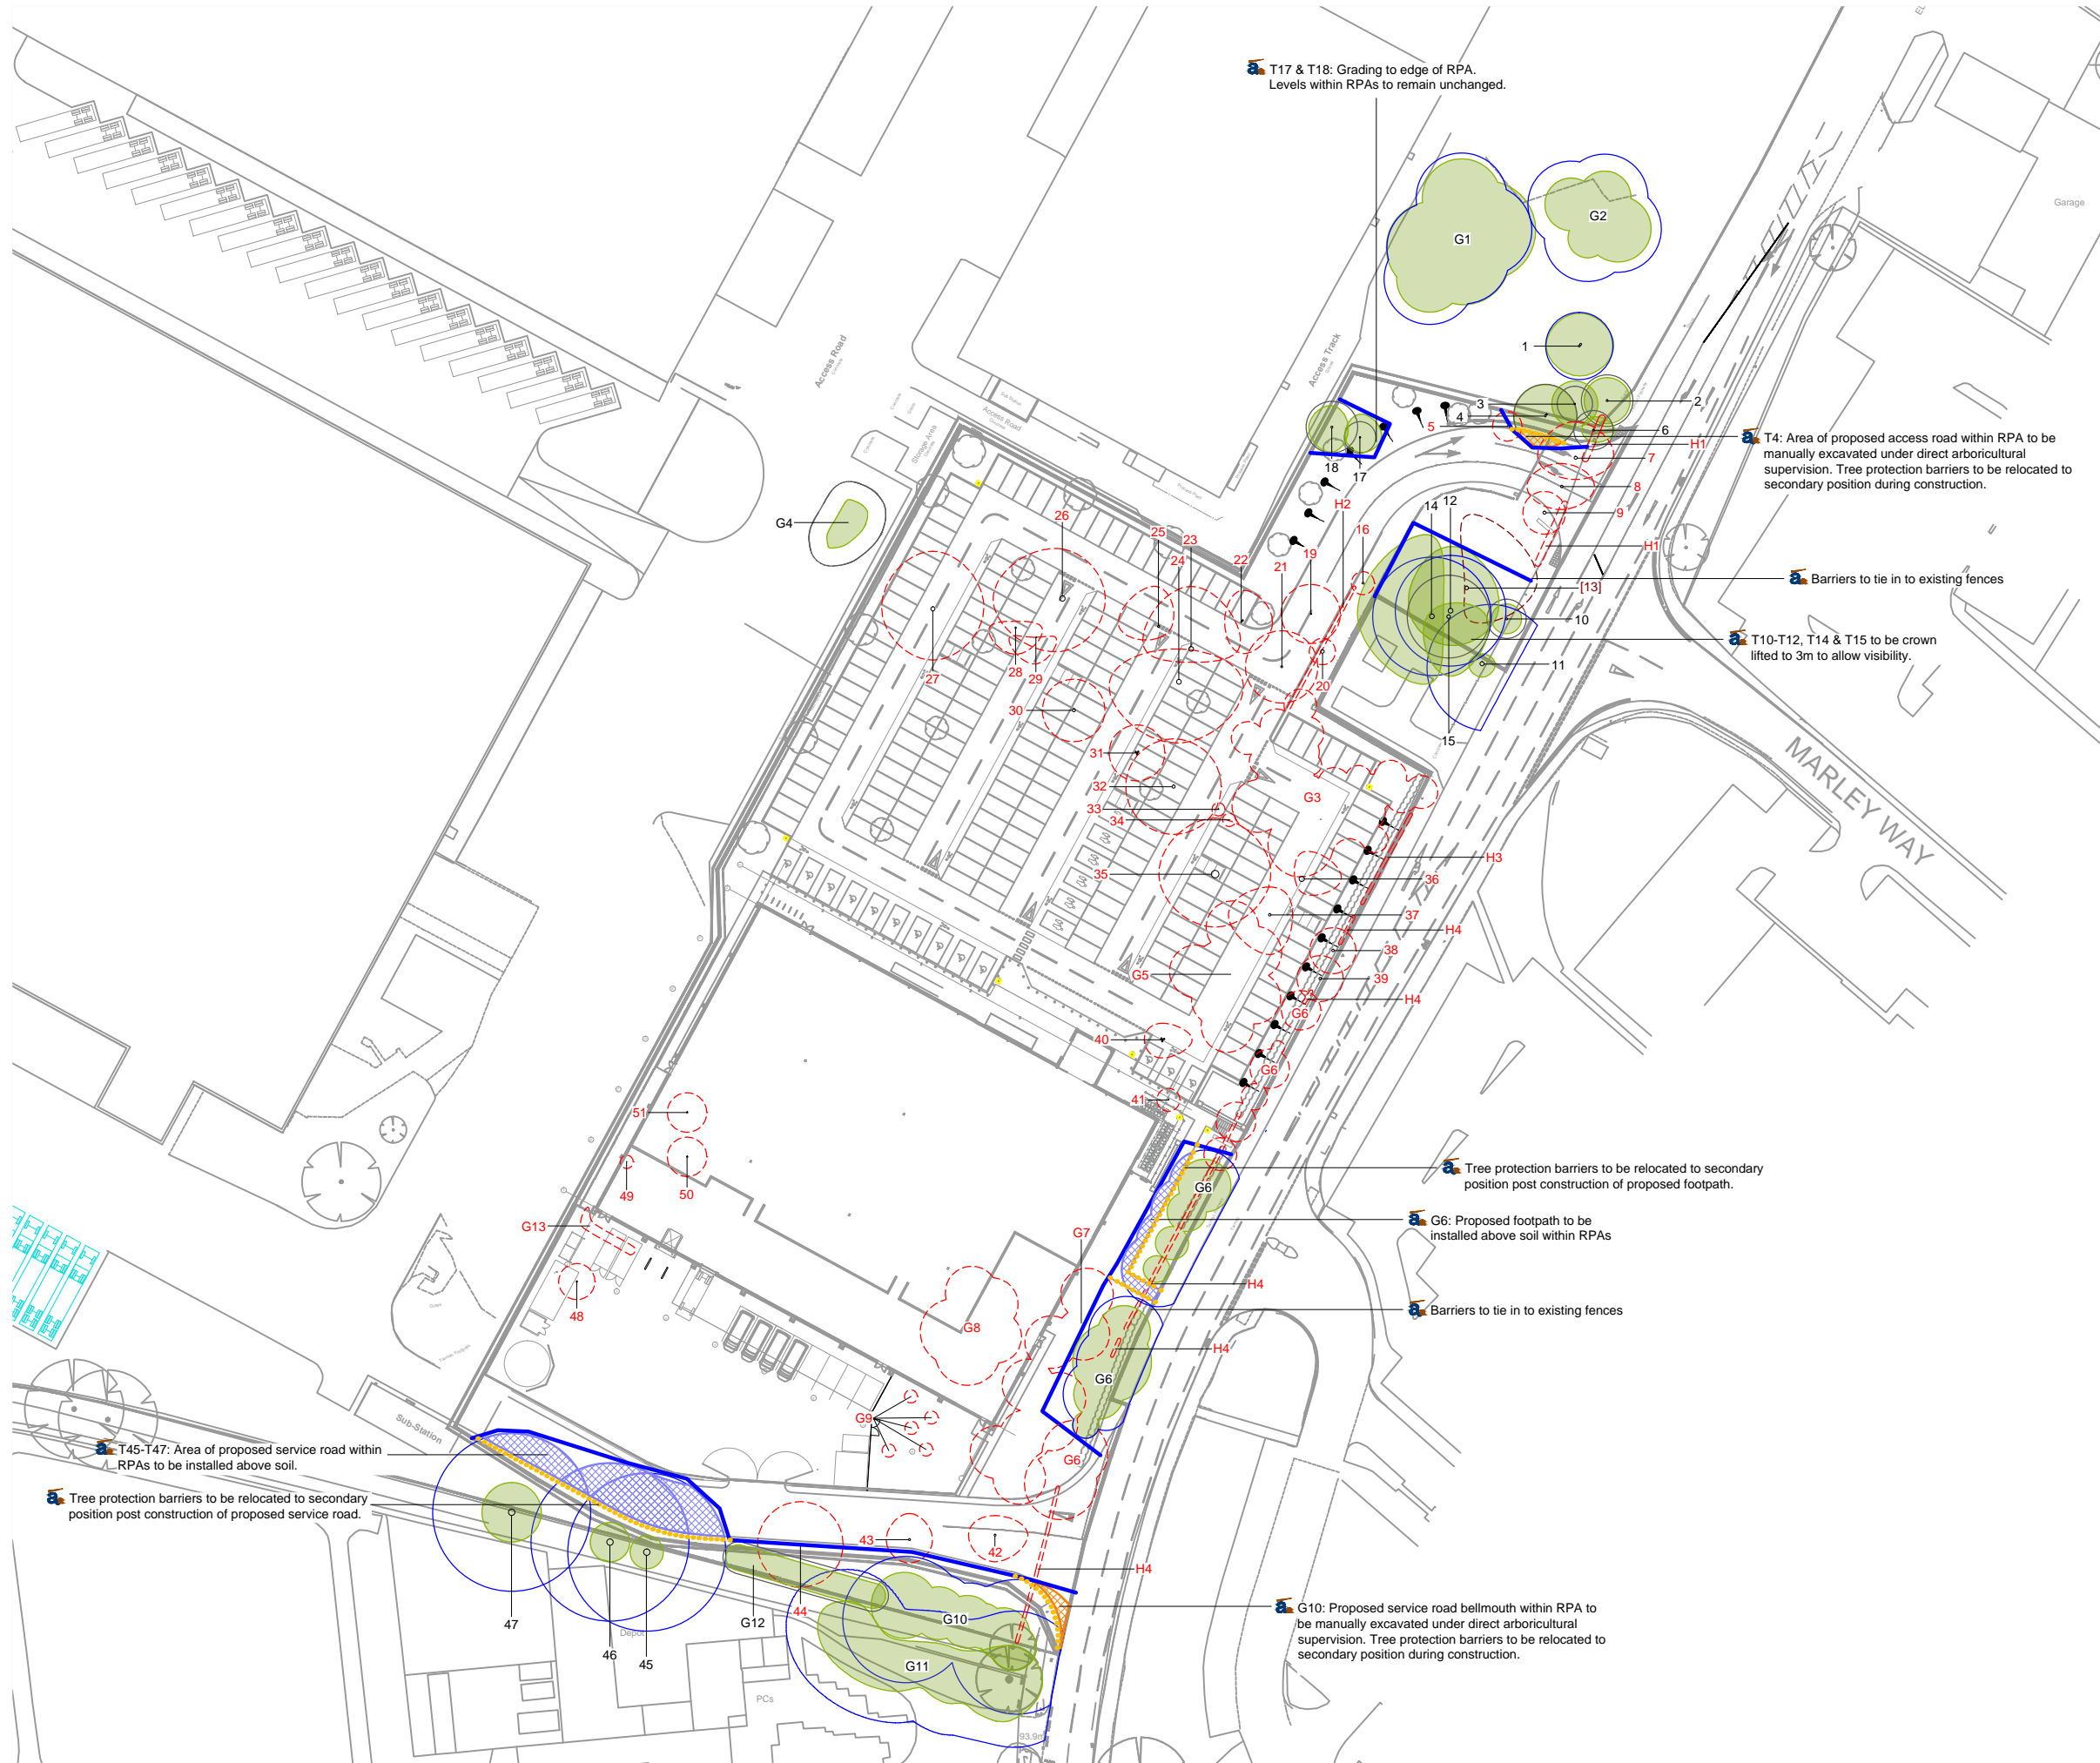 T17 & T18: Grading to edge of RPA.
Levels within RPAs to remain unchanged.
G1
G2
Garage
1
Access Road
Access Track
2
3
4
5
6
H1
T4: Area of proposed access road within RPA to be
manually excavated under direct arboricultural
supervision. Tree protection barriers to be relocated to
secondary position during construction.
7
8
9
18
17
Access Road
Storage Area
G4
26
25
23
24
22
19
21
H2
16
14
12
H1
Barriers to tie in to existing fences
[13]
10
T10-T12, T14 & T15 to be crown
lifted to 3m to allow visibility.
11
15
20
27
28
29
30
31
32
33
34
35
G3
MARLEY WAY
H3
36
37
H4
38
39
G5
H4
G6
40
G6
41
51
49
50
G13
48
Tree protection barriers to be relocated to secondary
position post construction of proposed footpath.
G6
G6: Proposed footpath to be
installed above soil within RPAs
G7
H4
Barriers to tie in to existing fences
G8
H4
G6
G9
G6
Sub-Station
T45-T47: Area of proposed service road within
RPAs to be installed above soil.
Tree protection barriers to be relocated to secondary
position post construction of proposed service road.
43
42
H4
47
46
45
Depot
G12
44
G10
G11
G10: Proposed service road bellmouth within RPA to
be manually excavated under direct arboricultural
supervision. Tree protection barriers to be relocated to
secondary position during construction.
PCs
93.9m